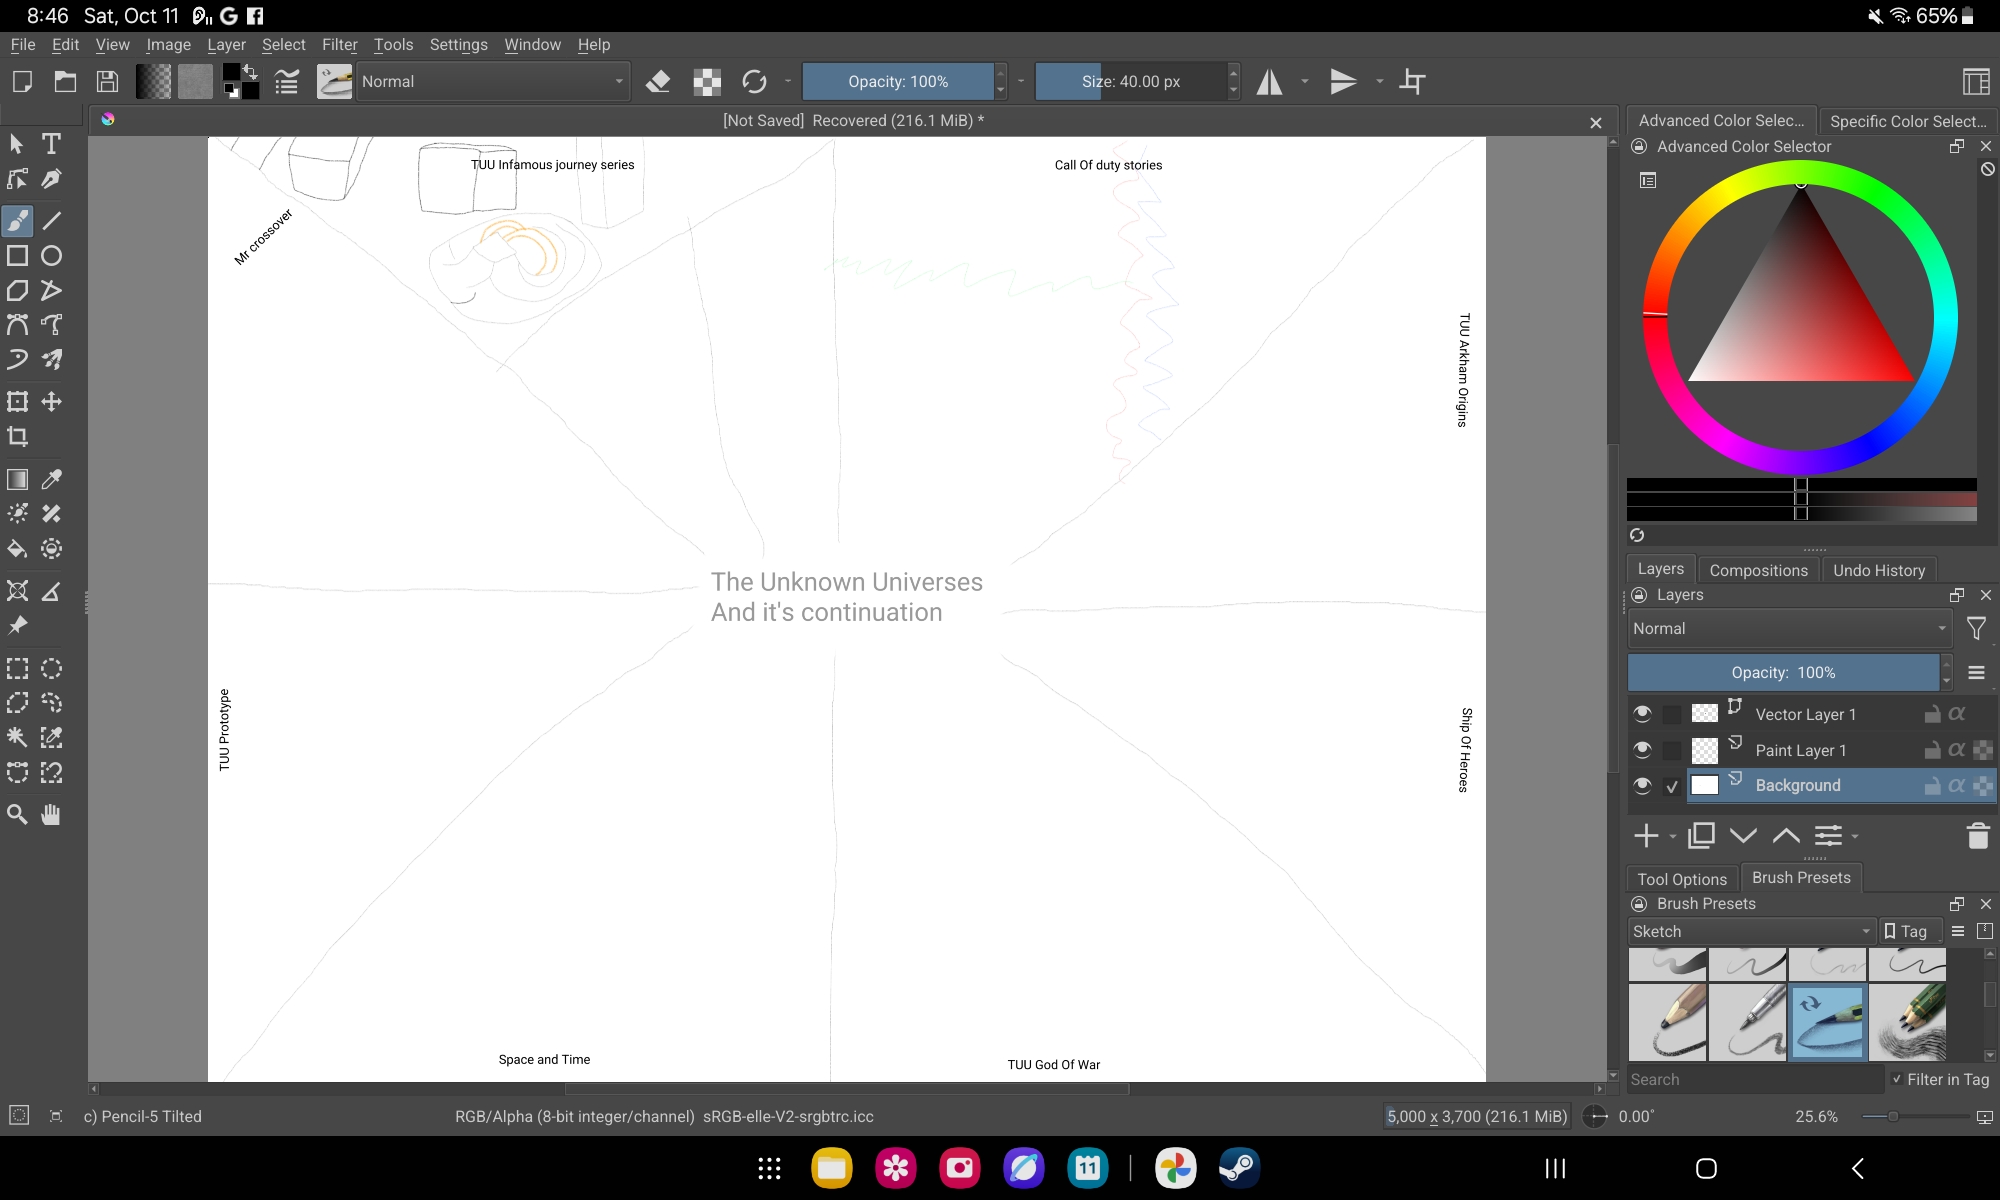 8:46 Sat, Oct 11
65%
File Edit View Image Layer Select Filter Tools Settings Window Help
Normal
Opacity: 100%
Size: 40.00 px
[Not Saved] Recovered (216.1 MiB) *
Advanced Color Selec...
Specific Color Select...
Advanced Color Selector
TUU Infamous journey series
Call Of duty stories
Mr crossover
TUU Arkham Origins
The Unknown Universes
And it's continuation
TUU Prototype
Ship Of Heroes
Space and Time
TUU God Of War
Layers
Compositions
Undo History
Layers
Normal
Opacity: 100%
Vector Layer 1
Paint Layer 1
Background
Tool Options
Brush Presets
Brush Presets
Sketch
Tag
Search
Filter in Tag
c) Pencil-5 Tilted
RGB/Alpha (8-bit integer/channel) sRGB-elle-V2-srgbtrc.icc
5,000 x 3,700 (216.1 MiB)
0.00°
25.6%
11